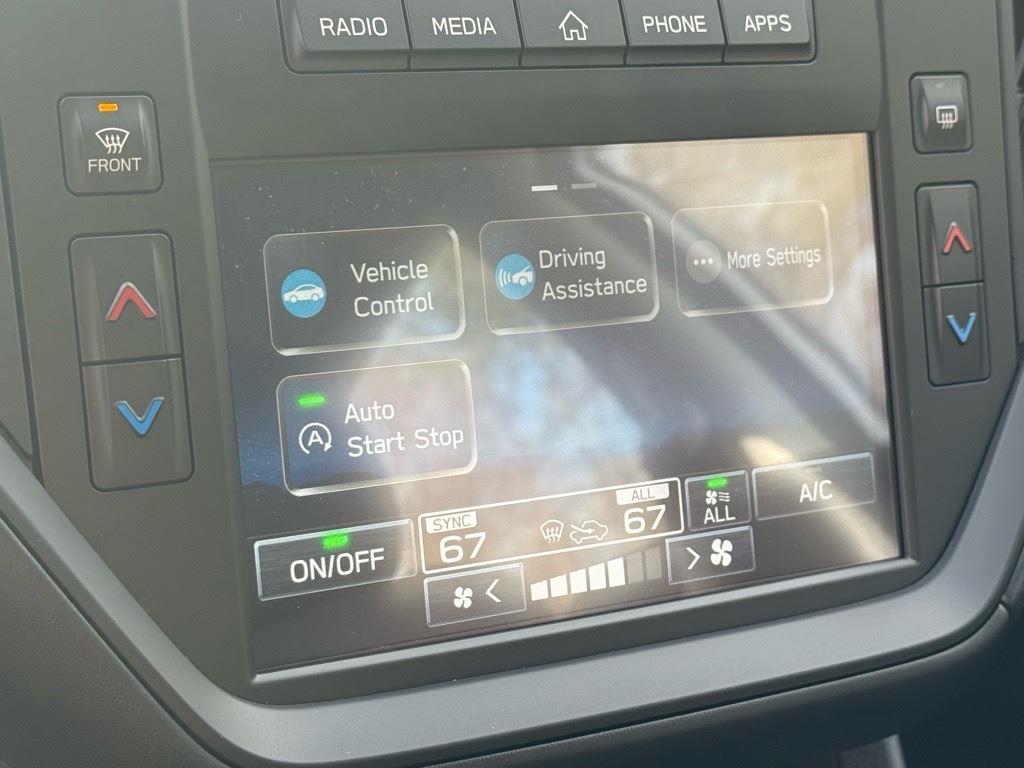 RADIO
MEDIA
PHONE
APPS
FRONT
Vehicle
Control
Driving
Assistance
More Settings
Auto
Start Stop
A
ON/OFF
SYNC
67
ALL
67
ALL
A/C